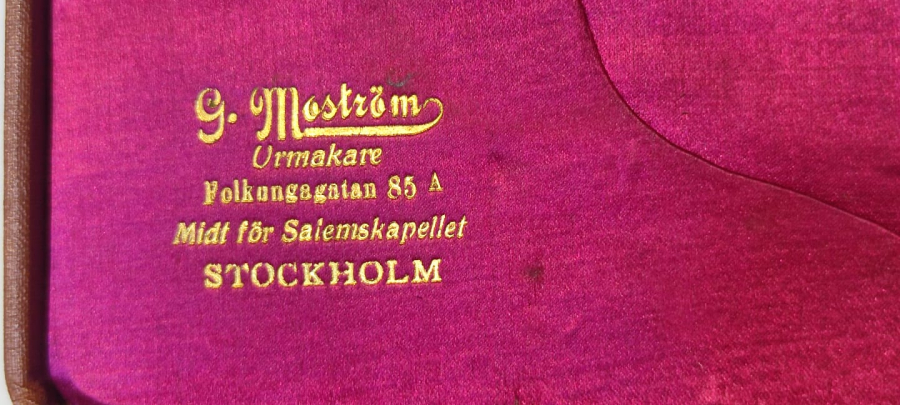 G. Moström
Urmakare
Folkungagatan 85 A
Midt för Salemskapellet
STOCKHOLM